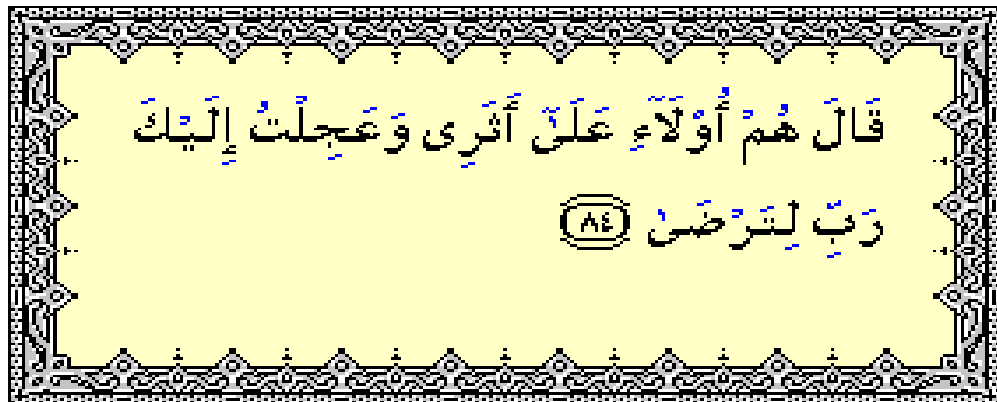 قَالَ هُمْ أُوْلَآءِ عَلَىٰٓ أَثَرِى وَعَجِلْتُ إِلَيْكَ
رَبِّ لِتَرْضَىٰ ٨٤